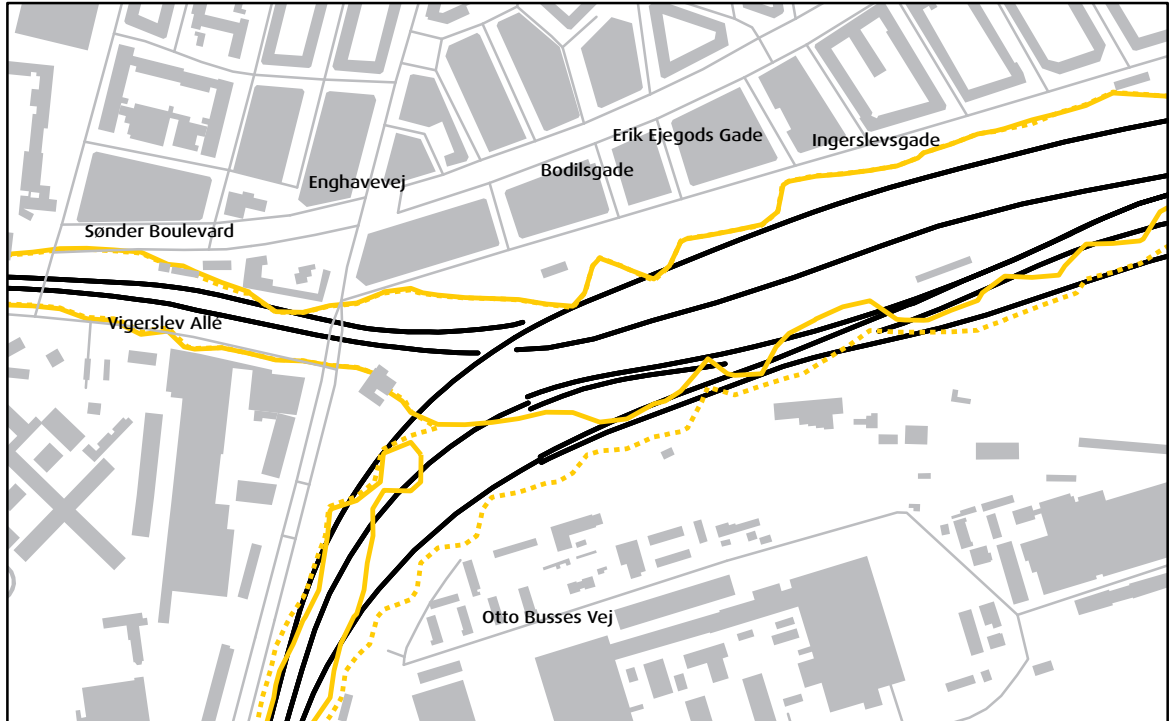 Erik Ejegods Gade
Ingerslevsgade
Bodilsgade
Enghavevej
Sønder Boulevard
Vigerslev Allé
Otto Busses Vej